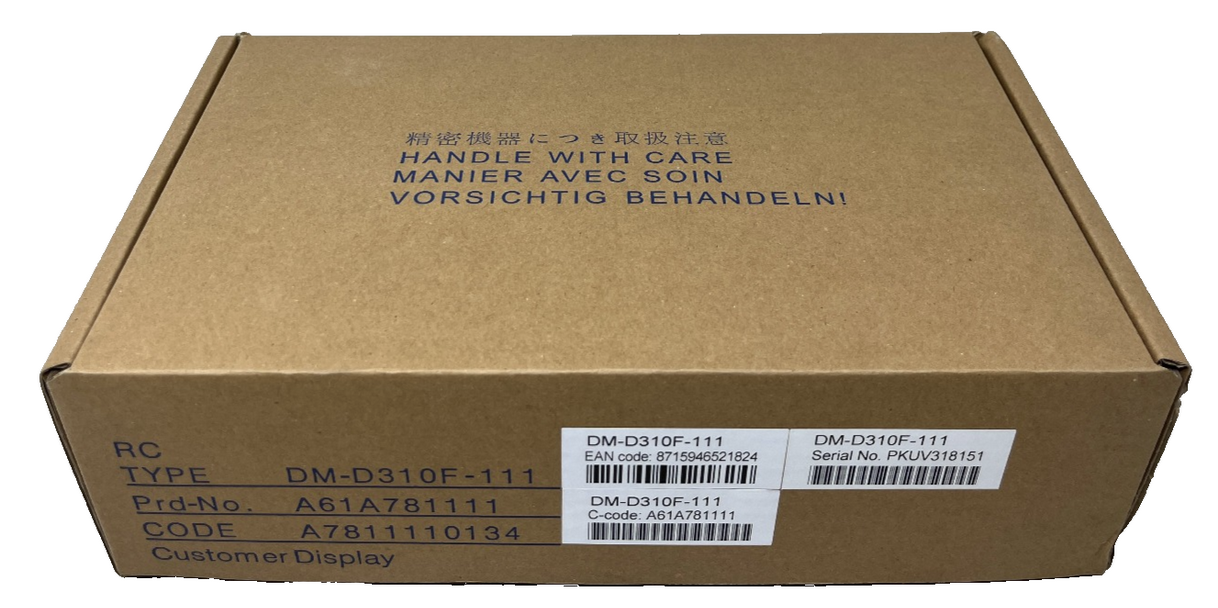 精密機器につき取扱注意
HANDLE WITH CARE
MANIER AVEC SOIN
VORSICHTIG BEHANDELN!
RC
TYPE DM-D310F-111
Prd-No. A61A781111
CODE A7811110134
Customer Display
DM-D310F-111
EAN code: 8715946521824
DM-D310F-111
C-code: A61A781111
DM-D310F-111
Serial No. PKUV318151